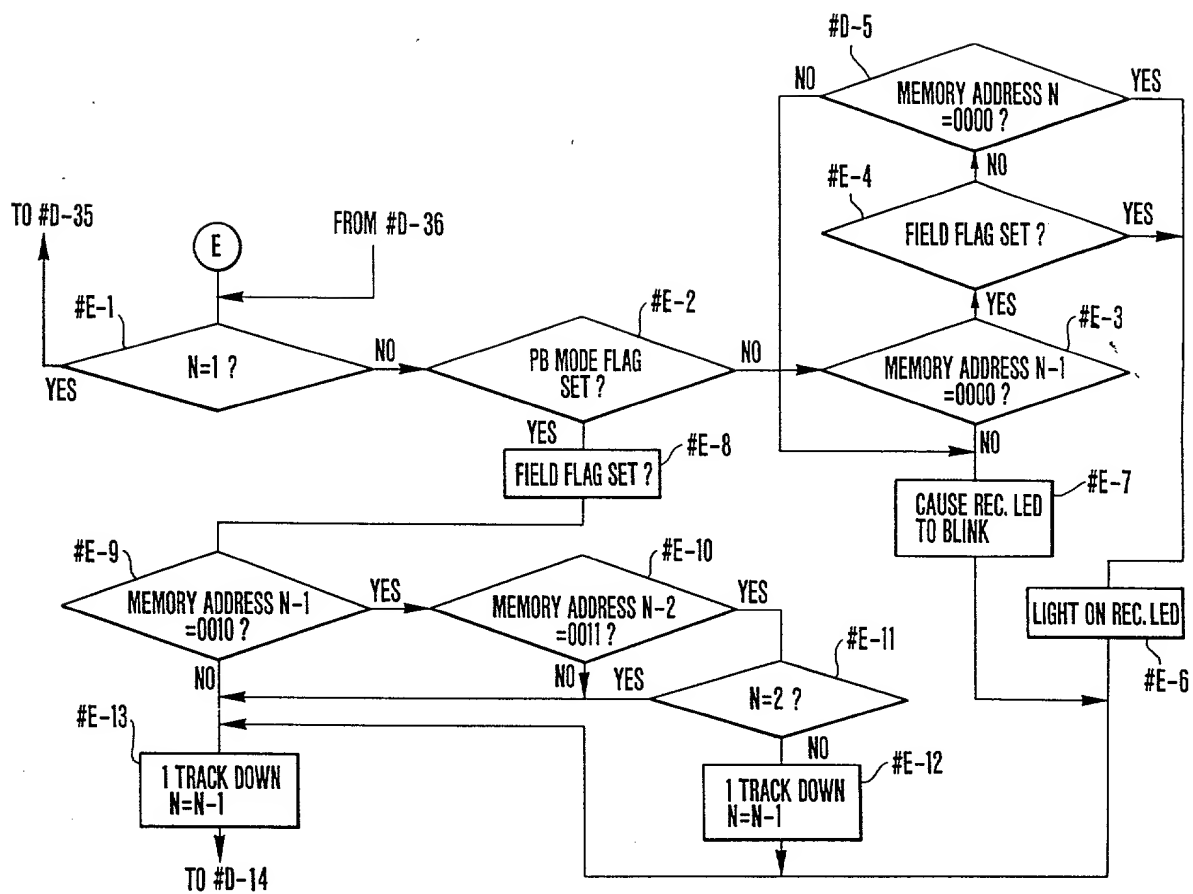 #D-5
NO
MEMORY ADDRESS N
=0000 ?
YES
NO
#E-4
FIELD FLAG SET ?
YES
TO #D-35
E
FROM #D-36
#E-1
N=1 ?
YES
NO
#E-2
PB MODE FLAG
SET ?
NO
YES
YES
#E-3
MEMORY ADDRESS N-1
=0000 ?
NO
#E-8
FIELD FLAG SET ?
#E-7
CAUSE REC. LED
TO BLINK
#E-9
MEMORY ADDRESS N-1
=0010 ?
YES
NO
#E-10
MEMORY ADDRESS N-2
=0011 ?
YES
NO
LIGHT ON REC. LED
#E-6
#E-11
YES
N=2 ?
NO
#E-13
1 TRACK DOWN
N=N-1
#E-12
1 TRACK DOWN
N=N-1
TO #D-14